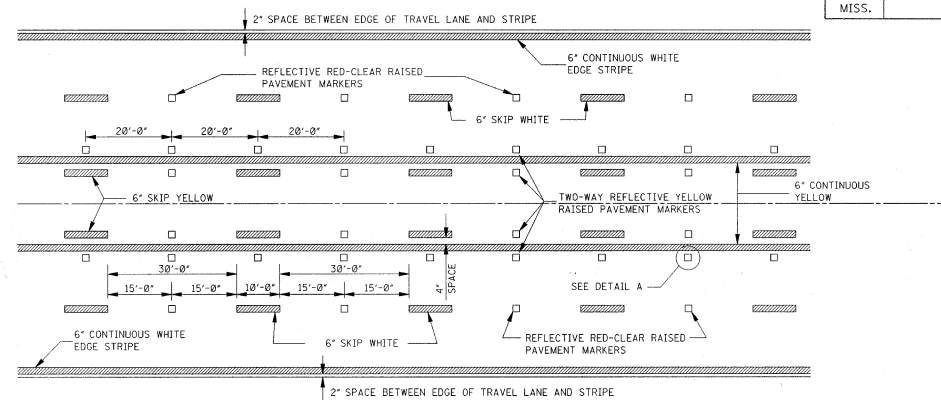 MISS.
2" SPACE BETWEEN EDGE OF TRAVEL LANE AND STRIPE
6" CONTINUOUS WHITE
EDGE STRIPE
REFLECTIVE RED-CLEAR RAISED
PAVEMENT MARKERS
6" SKIP WHITE
20'-0" 20'-0" 20'-0"
6" SKIP YELLOW
TWO-WAY REFLECTIVE YELLOW
RAISED PAVEMENT MARKERS
6" CONTINUOUS
YELLOW
30'-0" 30'-0"
15'-0" 15'-0" 10'-0" 15'-0" 15'-0"
4"
SPACE
SEE DETAIL A
6" CONTINUOUS WHITE
EDGE STRIPE
6" SKIP WHITE
REFLECTIVE RED-CLEAR RAISED
PAVEMENT MARKERS
2" SPACE BETWEEN EDGE OF TRAVEL LANE AND STRIPE